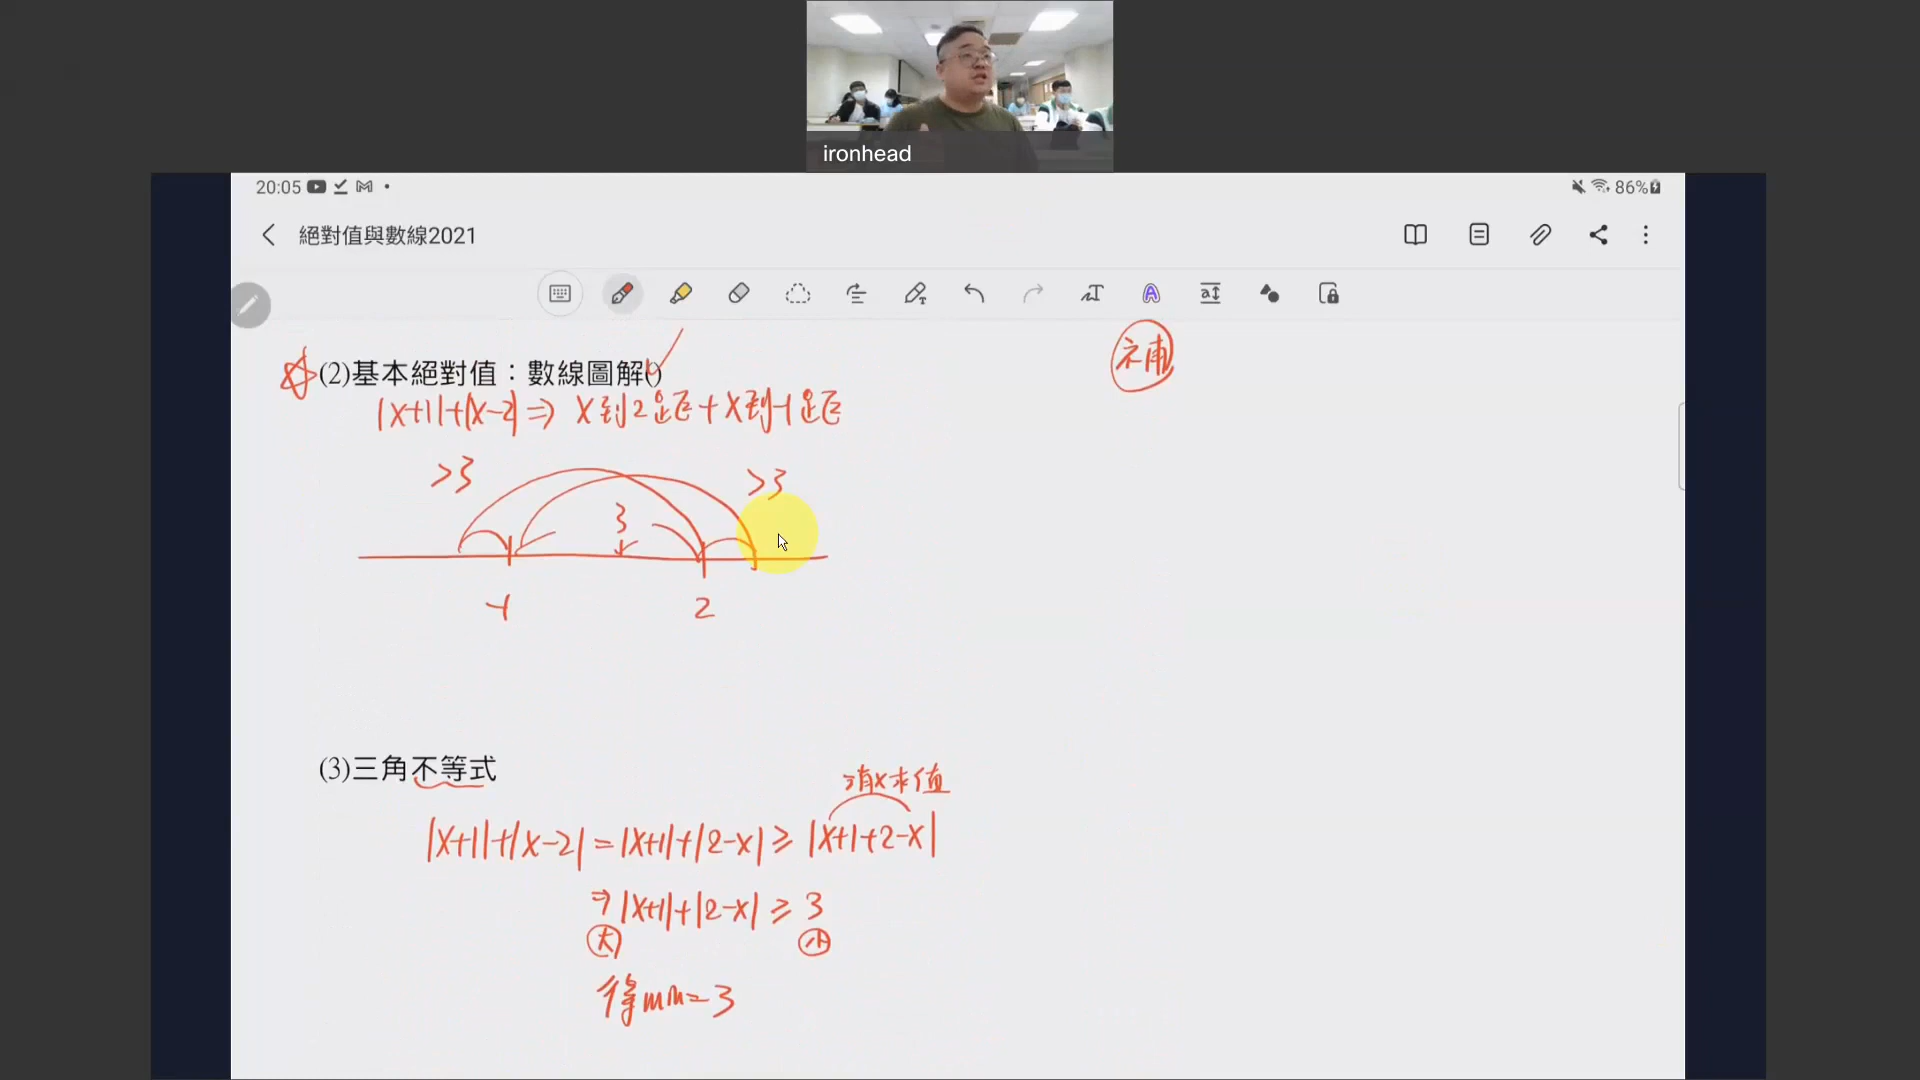 ironhead
20:05 86%
絕對值與數線2021
(2)基本絕對值：數線圖解()
補
|x+1|+|x-2| ⇒ x到2距+x到-1距
>3 >3
3
-1 2
(3)三角不等式
消x求值
|x+1|+|x-2| = |x+1|+|2-x| ≥ |x+1+2-x|
⇒ |x+1|+|2-x| ≥ 3
大 小
得min=3